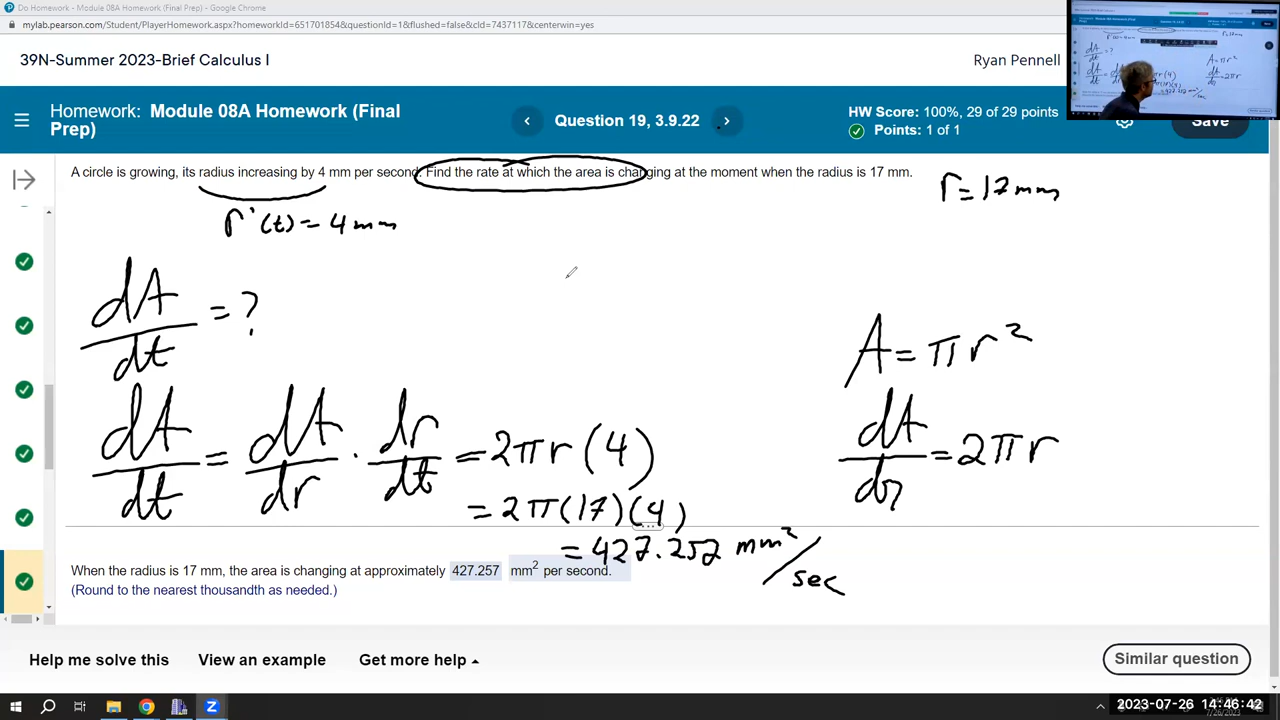 Do Homework - Module 08A Homework (Final Prep) - Google Chrome
mylab.pearson.com/Student/PlayerHomework.aspx?homeworkId=651701854&questionId=1&flushed=false&cId=7437117&
yes
39N-Summer 2023-Brief Calculus I
Ryan Pennell
Homework: Module 08A Homework (Final
Prep)
Question 19, 3.9.22
HW Score: 100%, 29 of 29 points
Points: 1 of 1
Save
A circle is growing, its radius increasing by 4 mm per second. Find the rate at which the area is changing at the moment when the radius is 17 mm.
r = 17 mm
r'(t) = 4 mm
dA/dt = ?
A = πr²
dA/dr = 2πr
dA/dt = dA/dr · dr/dt = 2πr(4)
= 2π(17)(4)
= 427.257 mm²/sec
When the radius is 17 mm, the area is changing at approximately 427.257 mm² per second.
(Round to the nearest thousandth as needed.)
Help me solve this
View an example
Get more help
Similar question
2023-07-26 14:46:42